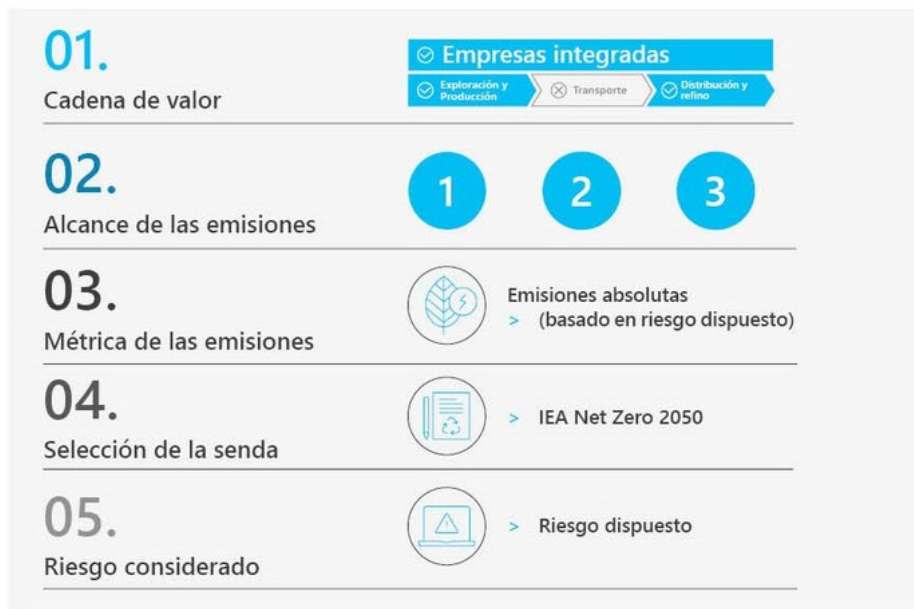 01.
Cadena de valor
Empresas integradas
Exploración y
Producción
Transporte
Distribución y
refino
02.
Alcance de las emisiones
1 2 3
03.
Métrica de las emisiones
Emisiones absolutas
> (basado en riesgo dispuesto)
04.
Selección de la senda
> IEA Net Zero 2050
05.
Riesgo considerado
> Riesgo dispuesto